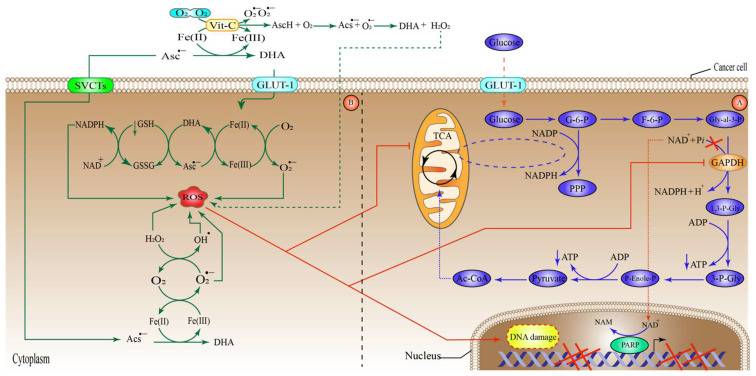 O₂ O₂
O₂•– O₂•–
Vit-C
AscH + O₂
Acs•– + O₂•–
DHA + H₂O₂
Fe(II)
Fe(III)
Asc•–
DHA
Glucose
Cancer cell
SVCTs
GLUT-1
GLUT-1
B
A
NADPH
GSH
DHA
Fe(II)
O₂
NAD+
GSSG
Asc•–
Fe(III)
O₂•–
TCA
Glucose
G-6-P
F-6-P
Gly-al-3-P
NADP
NAD+ + Pi
GAPDH
NADPH
NADPH + H+
PPP
1,3-P-Gly
ROS
H₂O₂
OH•
ADP
ATP
O₂
O₂•–
ATP
ADP
Ac-CoA
Pyruvate
P-Enole-P
3-P-Gly
Fe(II)
Fe(III)
Acs•–
DHA
DNA damage
NAM
NAD+
PARP
Cytoplasm
Nucleus